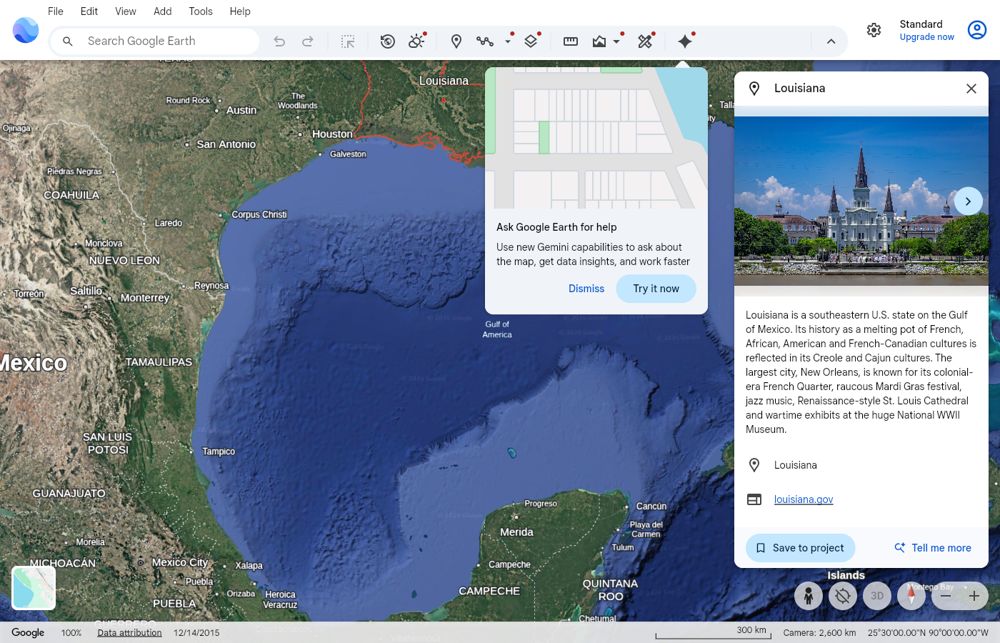 File Edit View Add Tools Help
Search Google Earth
Standard
Upgrade now
Louisiana
Round Rock
Austin
The
Woodlands
Ojinaga
Houston
San Antonio
Galveston
Piedras Negras
COAHUILA
Laredo
Corpus Christi
Monclova
NUEVO LEON
Reynosa
Torreón
Saltillo
Monterrey
Mexico
TAMAULIPAS
Gulf of
America
SAN LUIS
POTOSI
Tampico
GUANAJUATO
Progreso
Cancún
Merida
Playa del
Carmen
Morelia
Tulum
MICHOACÁN
Mexico City
Xalapa
Campeche
Puebla
Orizaba
Heroica
Veracruz
CAMPECHE
QUINTANA
ROO
PUEBLA
Chetumal
Islands
Montego Bay
Ask Google Earth for help
Use new Gemini capabilities to ask about
the map, get data insights, and work faster
Dismiss
Try it now
Louisiana
Louisiana is a southeastern U.S. state on the Gulf
of Mexico. Its history as a melting pot of French,
African, American and French-Canadian cultures is
reflected in its Creole and Cajun cultures. The
largest city, New Orleans, is known for its colonial-
era French Quarter, raucous Mardi Gras festival,
jazz music, Renaissance-style St. Louis Cathedral
and wartime exhibits at the huge National WWII
Museum.
Louisiana
louisiana.gov
Save to project
Tell me more
3D
Google 100% Data attribution 12/14/2015
300 km
Camera: 2,600 km 25°30'00.00"N 90°00'00.00"W